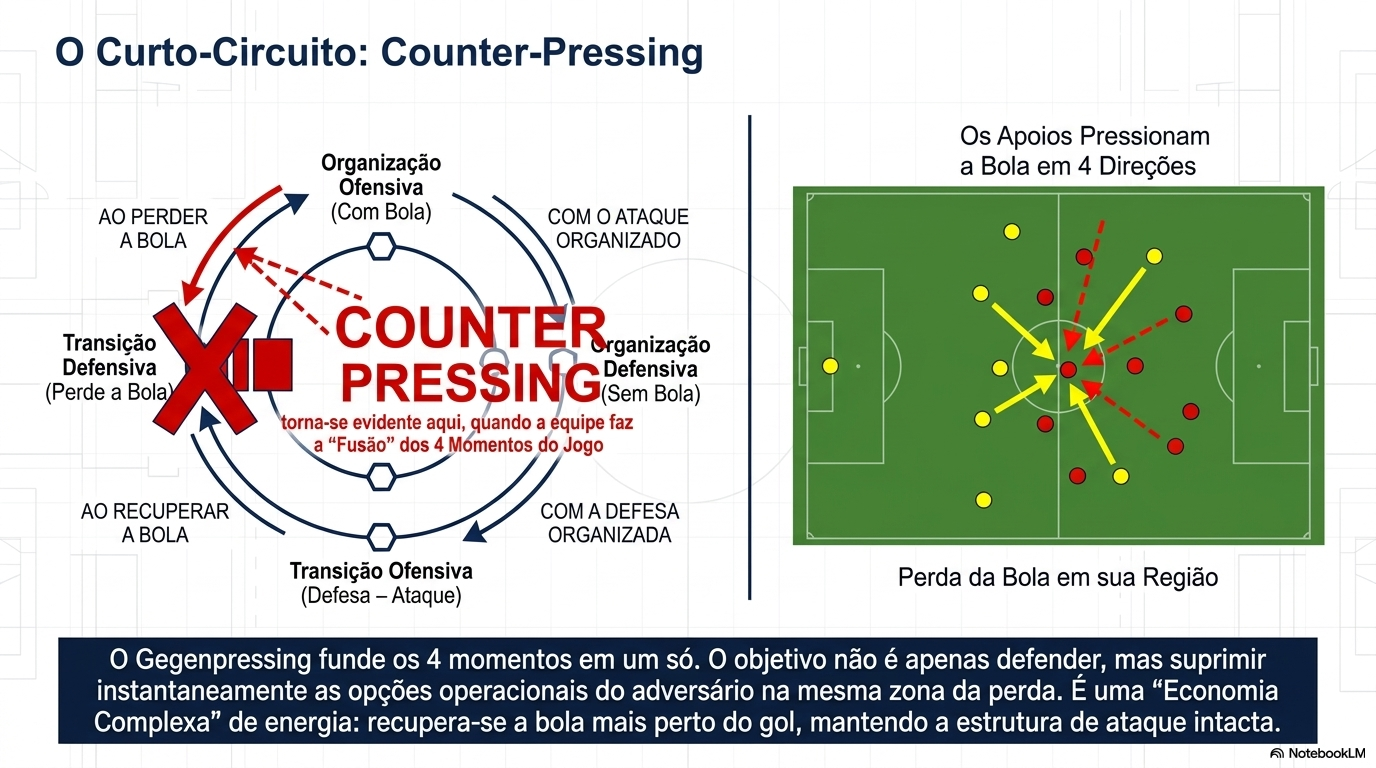 O Curto-Circuito: Counter-Pressing
Organização
Ofensiva
(Com Bola)
AO PERDER
A BOLA
COM O ATAQUE
ORGANIZADO
COUNTER
PRESSING
torna-se evidente aqui, quando a equipe faz
a “Fusão” dos 4 Momentos do Jogo
Transição
Defensiva
(Perde a Bola)
Organização
Defensiva
(Sem Bola)
AO RECUPERAR
A BOLA
COM A DEFESA
ORGANIZADA
Transição Ofensiva
(Defesa – Ataque)
Os Apoios Pressionam
a Bola em 4 Direções
Perda da Bola em sua Região
O Gegenpressing funde os 4 momentos em um só. O objetivo não é apenas defender, mas suprimir
instantaneamente as opções operacionais do adversário na mesma zona da perda. É uma “Economia
Complexa” de energia: recupera-se a bola mais perto do gol, mantendo a estrutura de ataque intacta.
NotebookLM